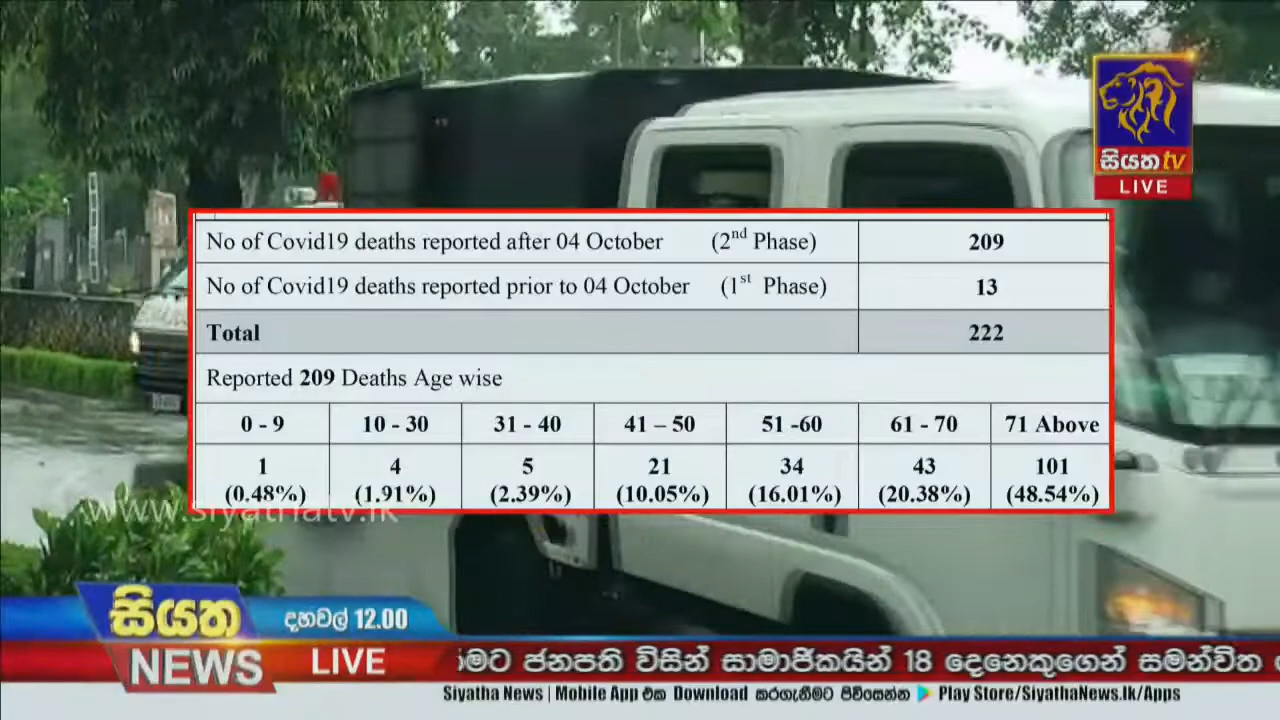 සියත tv
LIVE
No of Covid19 deaths reported after 04 October (2nd Phase) 209
No of Covid19 deaths reported prior to 04 October (1st Phase) 13
Total 222
Reported 209 Deaths Age wise
0 - 9 10 - 30 31 - 40 41 – 50 51 -60 61 - 70 71 Above
1 4 5 21 34 43 101
(0.48%) (1.91%) (2.39%) (10.05%) (16.01%) (20.38%) (48.54%)
www.siyathatv.lk
සියත දහවල් 12.00
NEWS LIVE
ජනපති විසින් සාමාජිකයින් 18 දෙනෙකුගෙන් සමන්විත
Siyatha News | Mobile App එක Download කරගැනීමට පිවිසෙන්න Play Store/SiyathaNews.lk/Apps